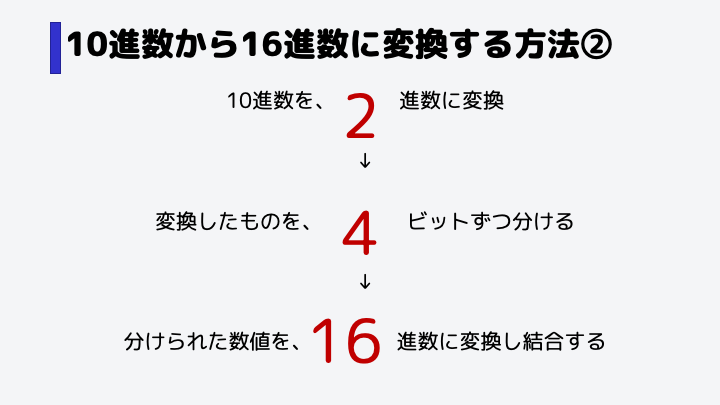 10進数から16進数に変換する方法②
10進数を、 2 進数に変換
↓
変換したものを、 4 ビットずつ分ける
↓
分けられた数値を、 16 進数に変換し結合する